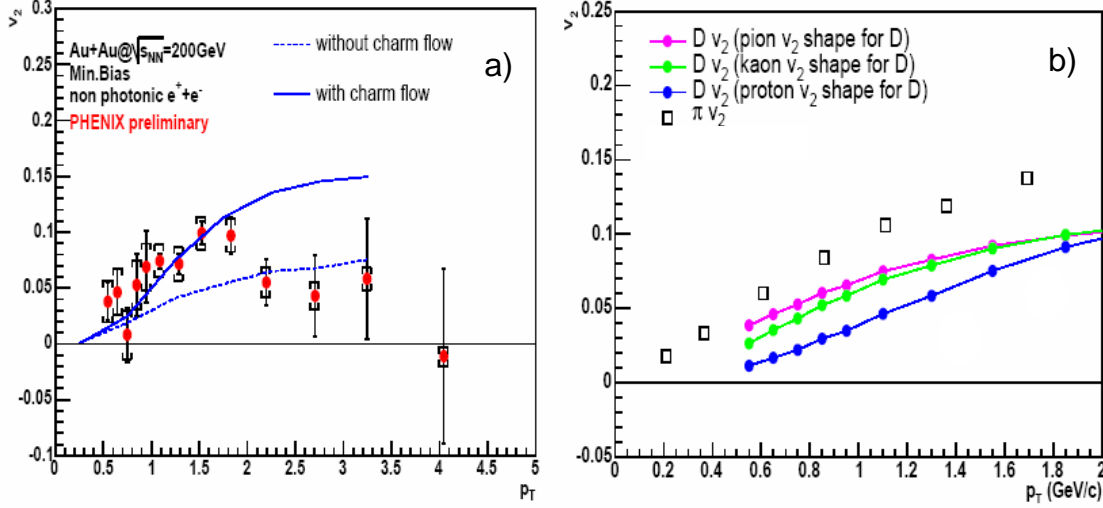 v₂
0.3
0.25
0.2
0.15
0.1
0.05
0
-0.05
-0.1
Au+Au@√sNN=200GeV
Min.Bias
non photonic e⁺+e⁻
PHENIX preliminary
without charm flow
with charm flow
a)
0 0.5 1 1.5 2 2.5 3 3.5 4 4.5 5
pT
v₂
0.25
0.2
0.15
0.1
0.05
0
-0.05
D v₂ (pion v₂ shape for D)
D v₂ (kaon v₂ shape for D)
D v₂ (proton v₂ shape for D)
π v₂
b)
0 0.2 0.4 0.6 0.8 1 1.2 1.4 1.6 1.8 2
pT (GeV/c)